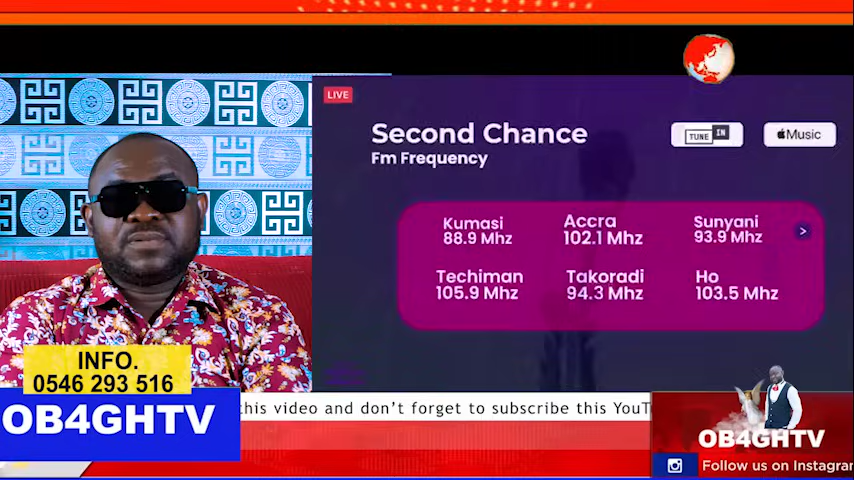 LIVE
Second Chance
Fm Frequency
TUNE IN
Music
Kumasi
88.9 Mhz
Accra
102.1 Mhz
Sunyani
93.9 Mhz
>
Techiman
105.9 Mhz
Takoradi
94.3 Mhz
Ho
103.5 Mhz
INFO.
0546 293 516
OB4GHTV
this video and don't forget to subscribe this YouT
OB4GHTV
Follow us on Instagram